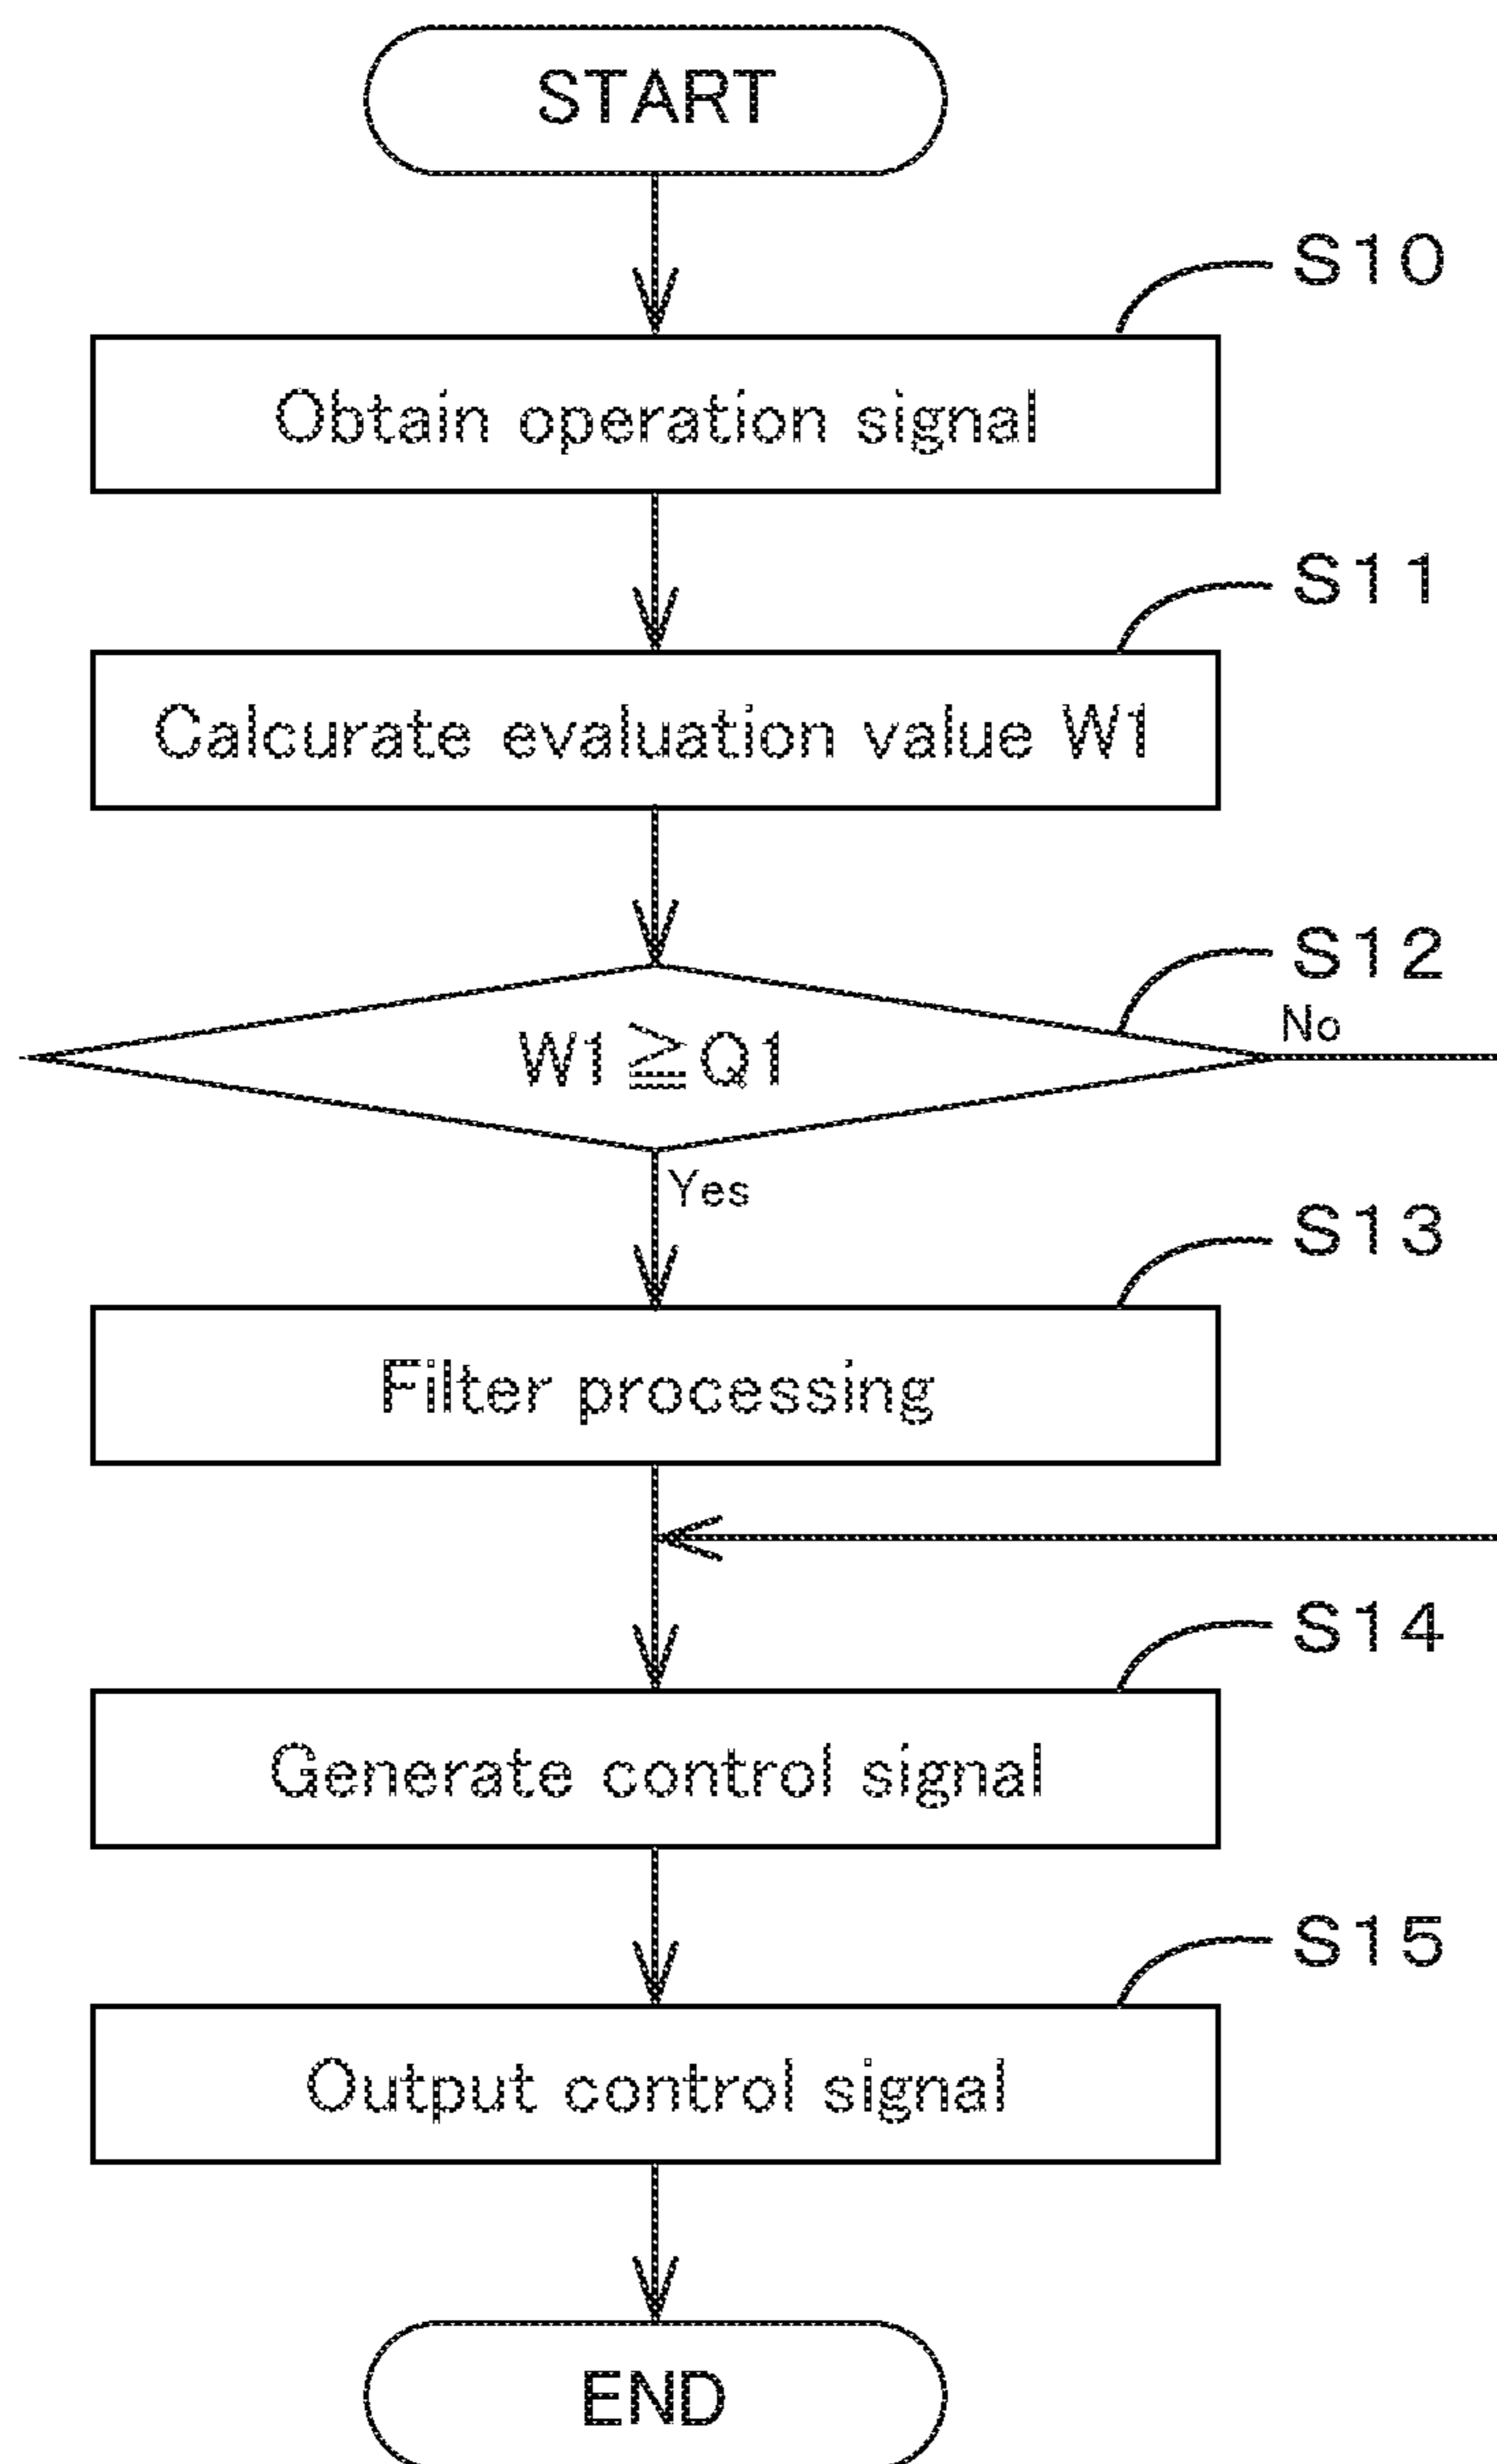 START
S10
Obtain operation signal
S11
Calcurate evaluation value W1
S12
No
W1≧Q1
Yes
S13
Filter processing
S14
Generate control signal
S15
Output control signal
END